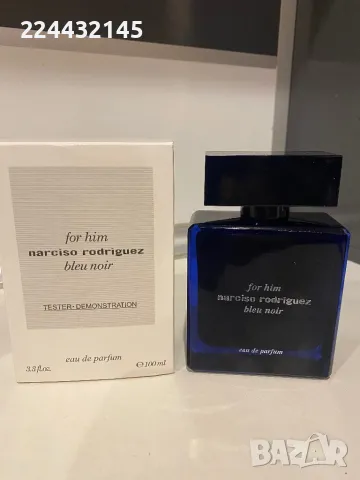 224432145
for him
narciso rodriguez
bleu noir
TESTER-DEMONSTRATION
eau de parfum
3.3 fl.oz. ℮ 100 ml
for him
narciso rodriguez
bleu noir
eau de parfum
BAZAR